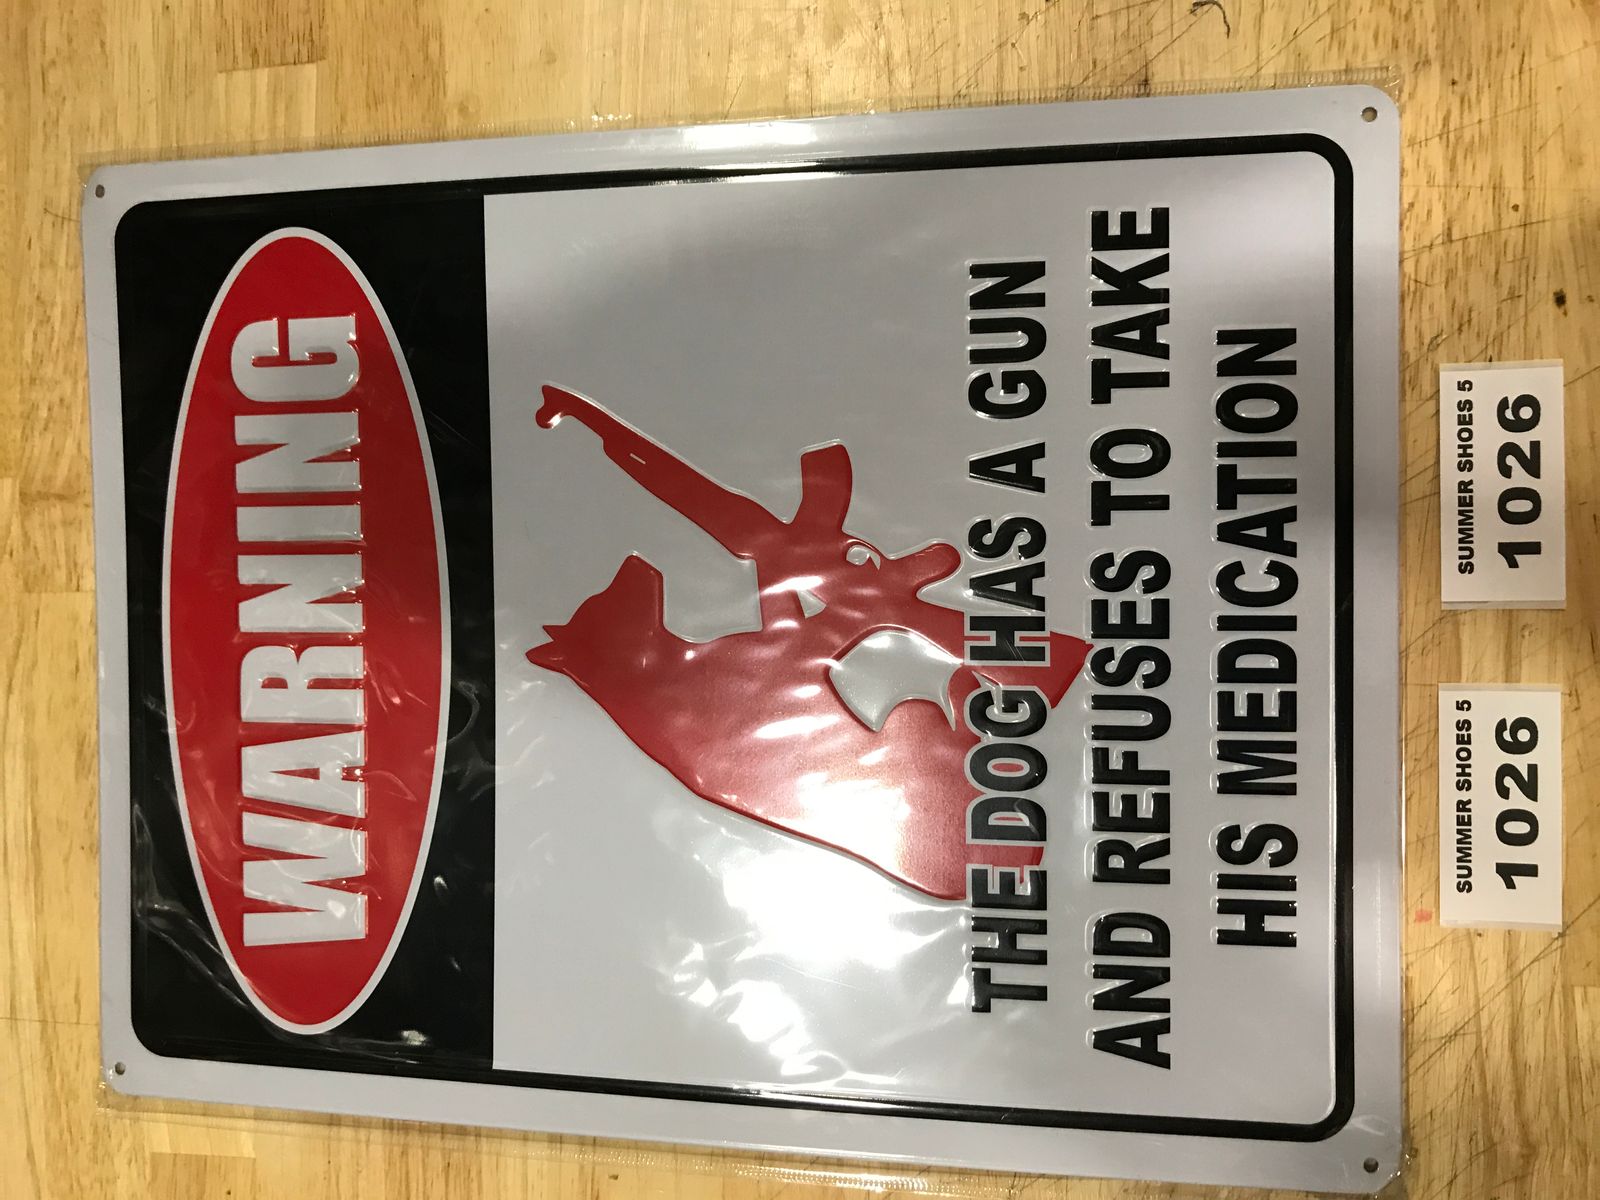 WARNING
THE DOG HAS A GUN
AND REFUSES TO TAKE
HIS MEDICATION
SUMMER SHOES 5
1026
SUMMER SHOES 5
1026